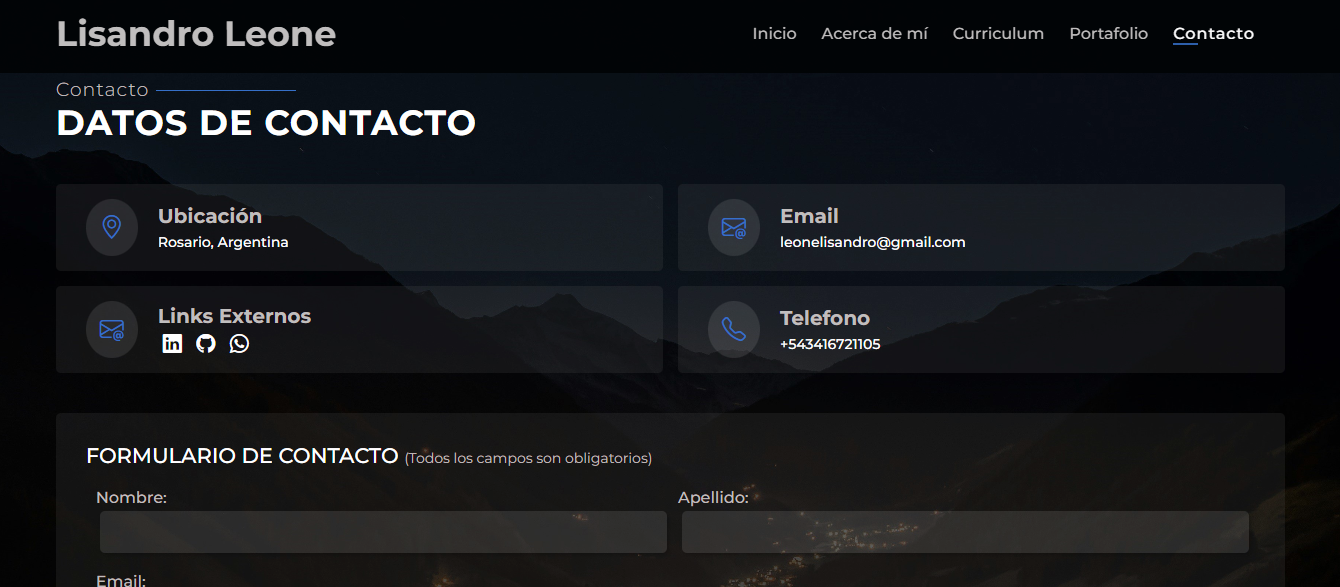 Lisandro Leone
Inicio Acerca de mí Curriculum Portafolio Contacto
Contacto
DATOS DE CONTACTO
Ubicación
Rosario, Argentina
Email
leonelisandro@gmail.com
Links Externos
in
Telefono
+543416721105
FORMULARIO DE CONTACTO (Todos los campos son obligatorios)
Nombre:
Apellido:
Email: